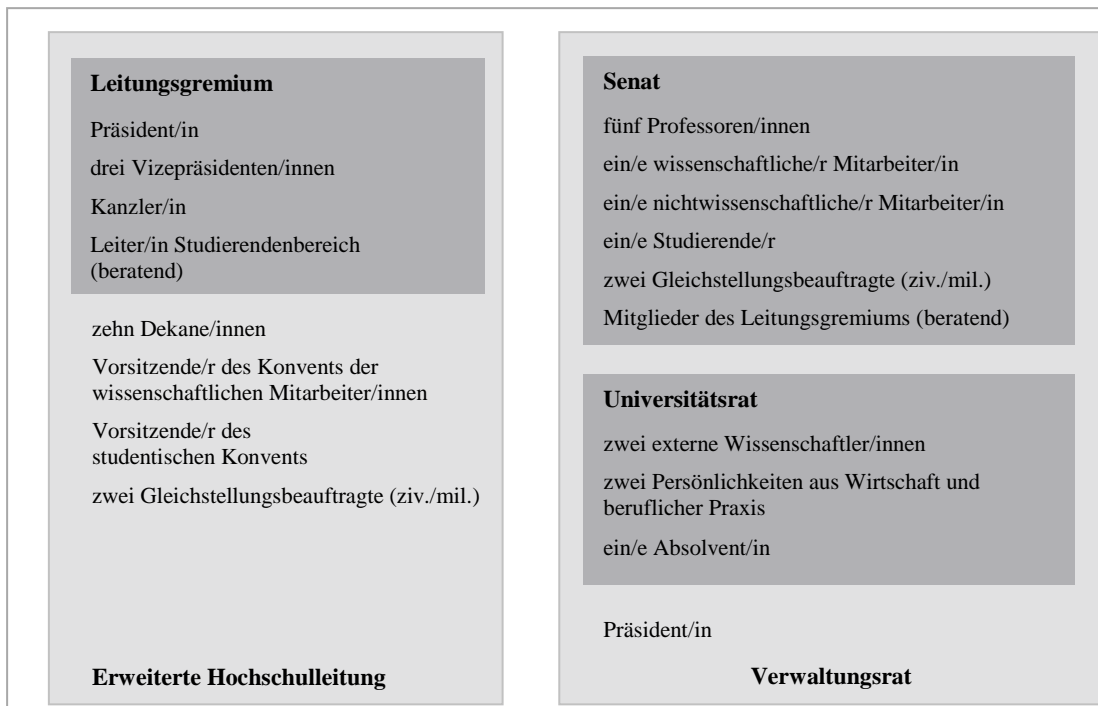 Leitungsgremium
Präsident/in
drei Vizepräsidenten/innen
Kanzler/in
Leiter/in Studierendenbereich
(beratend)
zehn Dekane/innen
Vorsitzende/r des Konvents der
wissenschaftlichen Mitarbeiter/innen
Vorsitzende/r des
studentischen Konvents
zwei Gleichstellungsbeauftragte (ziv./mil.)
Erweiterte Hochschulleitung
Senat
fünf Professoren/innen
ein/e wissenschaftliche/r Mitarbeiter/in
ein/e nichtwissenschaftliche/r Mitarbeiter/in
ein/e Studierende/r
zwei Gleichstellungsbeauftragte (ziv./mil.)
Mitglieder des Leitungsgremiums (beratend)
Universitätsrat
zwei externe Wissenschaftler/innen
zwei Persönlichkeiten aus Wirtschaft und
beruflicher Praxis
ein/e Absolvent/in
Präsident/in
Verwaltungsrat